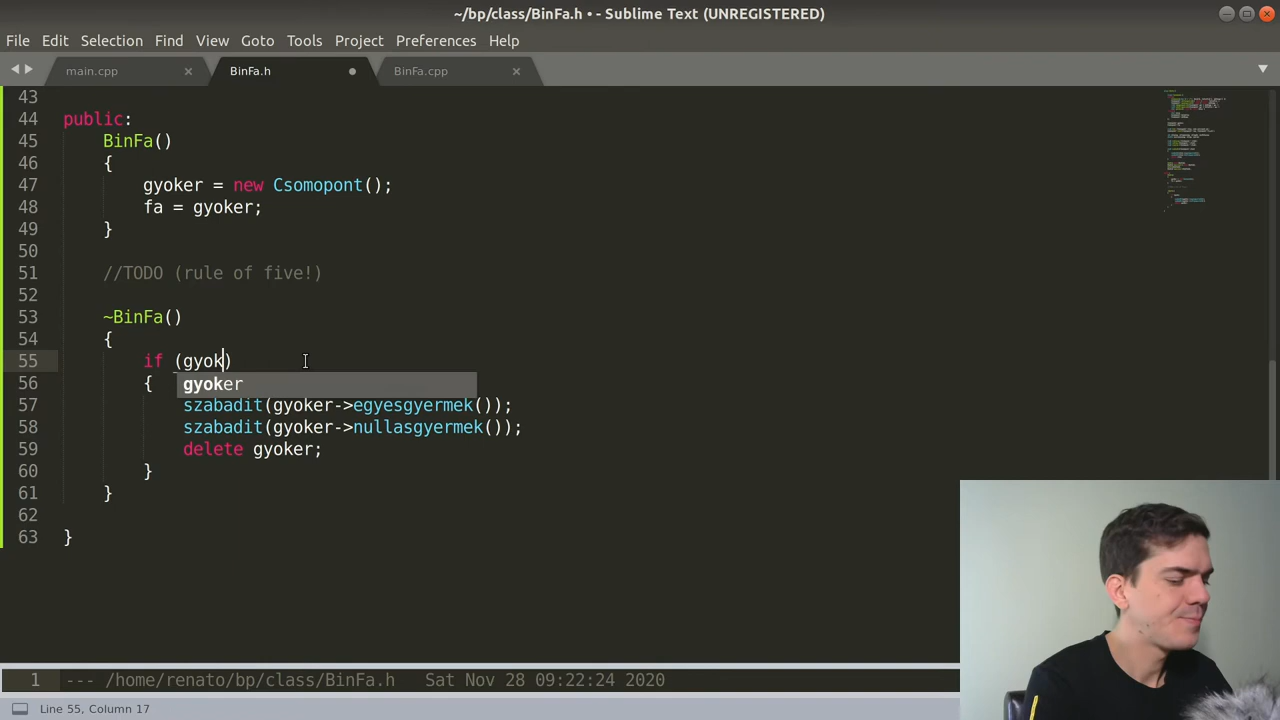 ~/bp/class/BinFa.h • - Sublime Text (UNREGISTERED)
File Edit Selection Find View Goto Tools Project Preferences Help
main.cpp × BinFa.h BinFa.cpp ×
43
44 public:
45 BinFa()
46 {
47 gyoker = new Csomopont();
48 fa = gyoker;
49 }
50
51 //TODO (rule of five!)
52
53 ~BinFa()
54 {
55 if (gyok)
56 { gyoker
57 szabadit(gyoker->egyesgyermek());
58 szabadit(gyoker->nullasgyermek());
59 delete gyoker;
60 }
61 }
62
63 }
1 --- /home/renato/bp/class/BinFa.h Sat Nov 28 09:22:24 2020
Line 55, Column 17